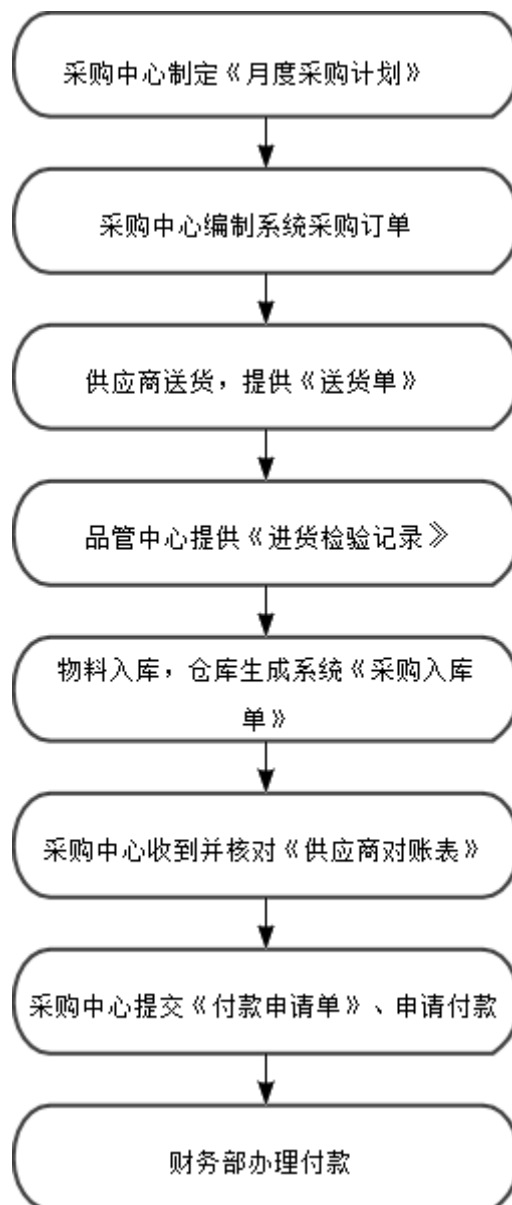 采购中心制定《月度采购计划》
采购中心编制系统采购订单
供应商送货，提供《送货单》
品管中心提供《进货检验记录》
物料入库，仓库生成系统《采购入库
单》
采购中心收到并核对《供应商对账表》
采购中心提交《付款申请单》、申请付款
财务部办理付款